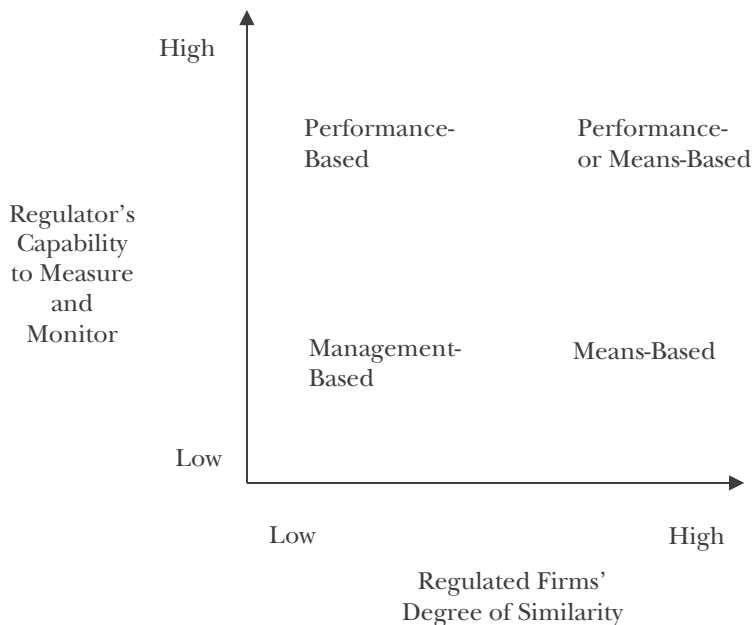 High
Performance-
Based
Performance-
or Means-Based
Regulator’s
Capability
to Measure
and
Monitor
Management-
Based
Means-Based
Low
Low
High
Regulated Firms’
Degree of Similarity